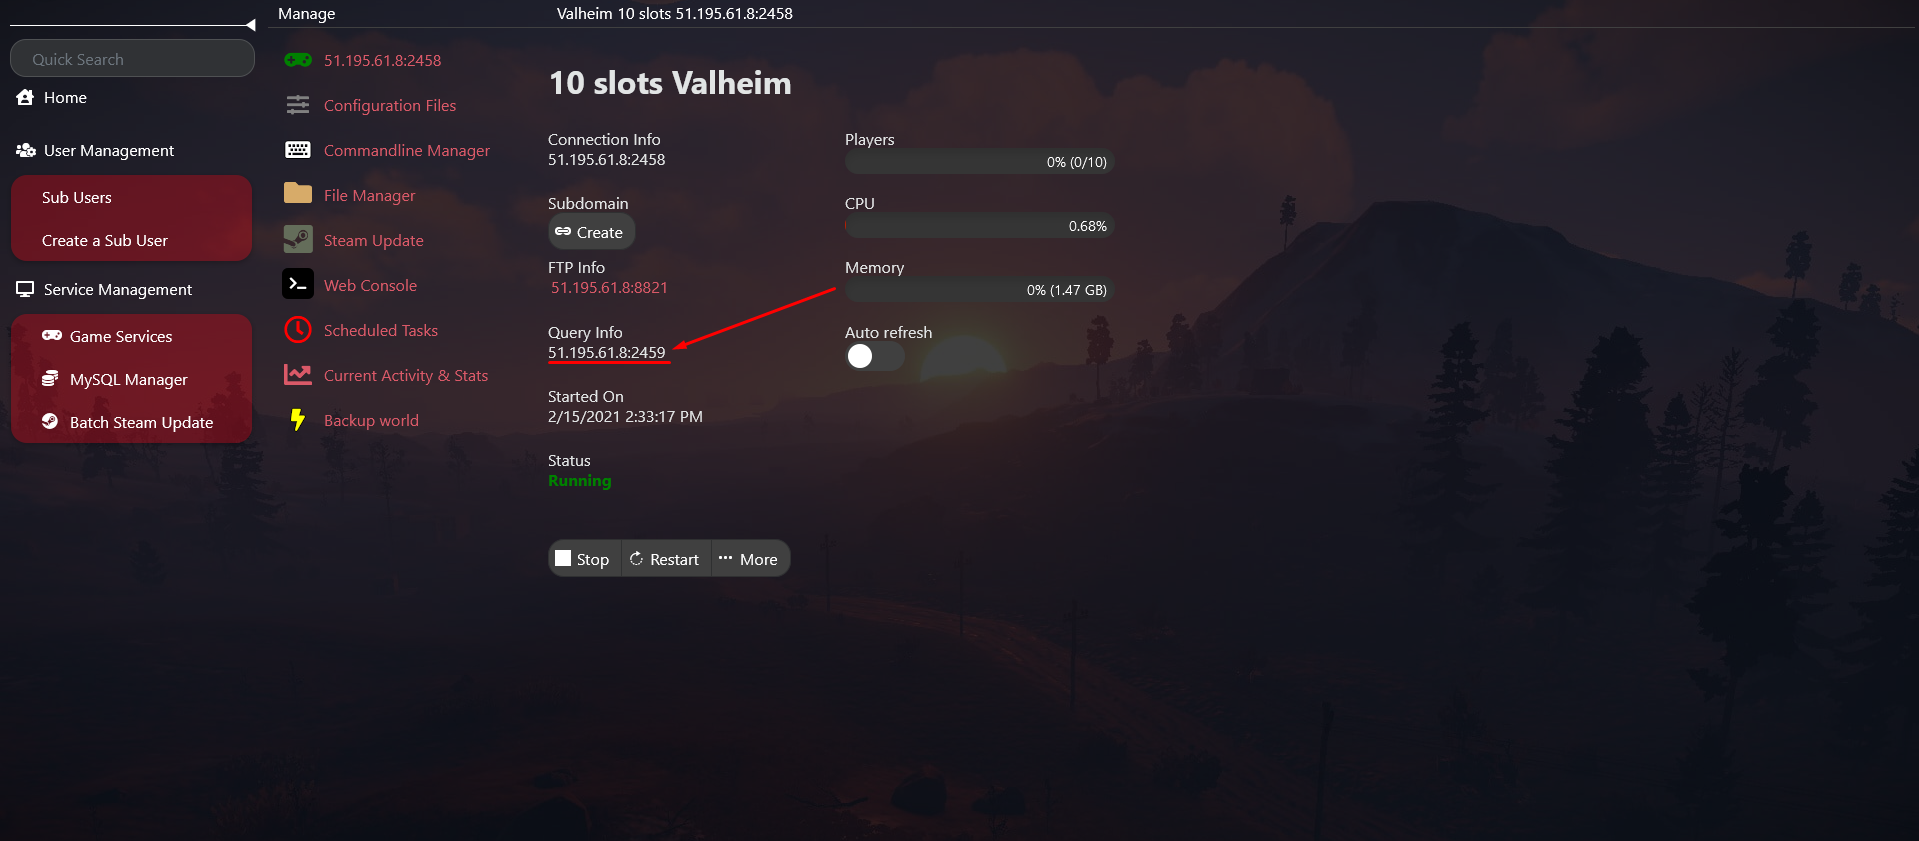 Manage
Valheim 10 slots 51.195.61.8:2458
Quick Search
Home
User Management
Sub Users
Create a Sub User
Service Management
Game Services
MySQL Manager
Batch Steam Update
51.195.61.8:2458
Configuration Files
Commandline Manager
File Manager
Steam Update
Web Console
Scheduled Tasks
Current Activity & Stats
Backup world
10 slots Valheim
Connection Info
51.195.61.8:2458
Subdomain
Create
FTP Info
51.195.61.8:8821
Query Info
51.195.61.8:2459
Started On
2/15/2021 2:33:17 PM
Status
Running
Players
0% (0/10)
CPU
0.68%
Memory
0% (1.47 GB)
Auto refresh
Stop Restart More